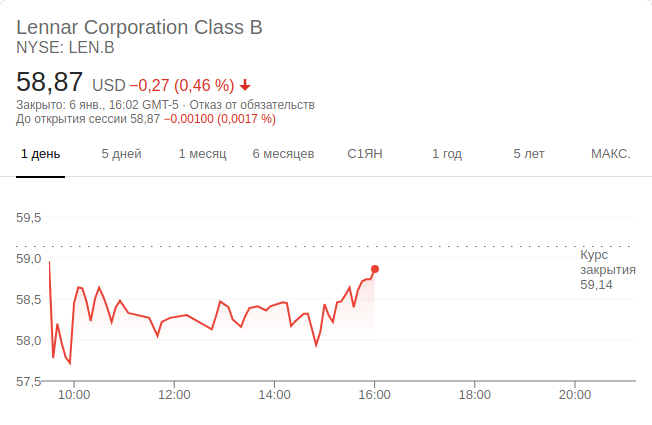 Lennar Corporation Class B
NYSE: LEN.B
58,87 USD −0,27 (0,46 %)
Закрыто: 6 янв., 16:02 GMT-5 · Отказ от обязательств
До открытия сессии 58,87 −0,00100 (0,0017 %)
1 день 5 дней 1 месяц 6 месяцев С1ЯН 1 год 5 лет МАКС.
59,5
59,0
58,5
58,0
57,5
Курс
закрытия
59,14
10:00 12:00 14:00 16:00 18:00 20:00